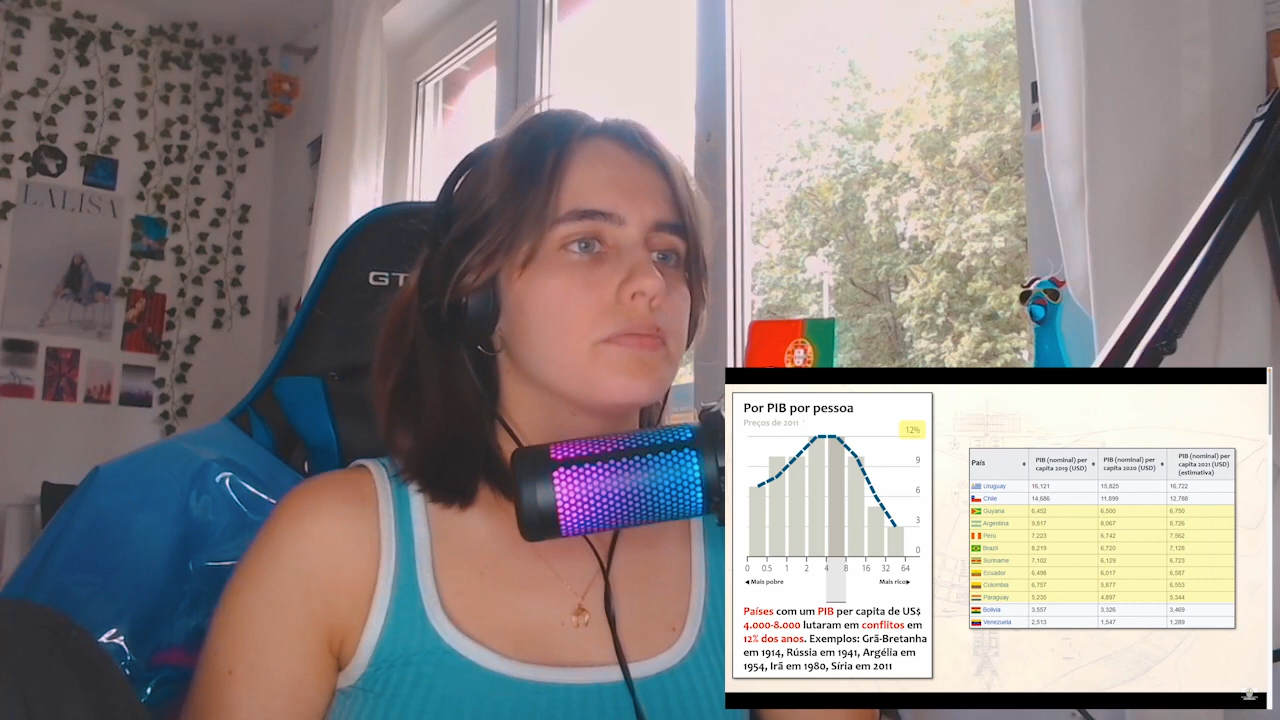 LALISA
GT
Por PIB por pessoa
Preços de 2011
12%
9
6
3
0
0 0.5 1 2 4 8 16 32 64
◄Mais pobre Mais rico►
Países com um PIB per capita de US$
4.000-8.000 lutaram em conflitos em
12% dos anos. Exemplos: Grã-Bretanha
em 1914, Rússia em 1941, Argélia em
1954, Irã em 1980, Síria em 2011
País PIB (nominal) per capita 2019 (USD) PIB (nominal) per capita 2020 (USD) PIB (nominal) per capita 2021 (USD) (estimativa)
Uruguay 16,121 15,825 16,722
Chile 14,686 11,899 12,788
Guyana 6,452 6,500 6,750
Argentina 9,817 8,067 8,726
Peru 7,223 6,742 7,562
Brazil 8,219 6,720 7,128
Suriname 7,102 6,129 6,723
Ecuador 6,498 6,017 6,587
Colombia 6,757 5,877 6,553
Paraguay 5,235 4,897 5,344
Bolivia 3,557 3,326 3,469
Venezuela 2,513 1,547 1,289